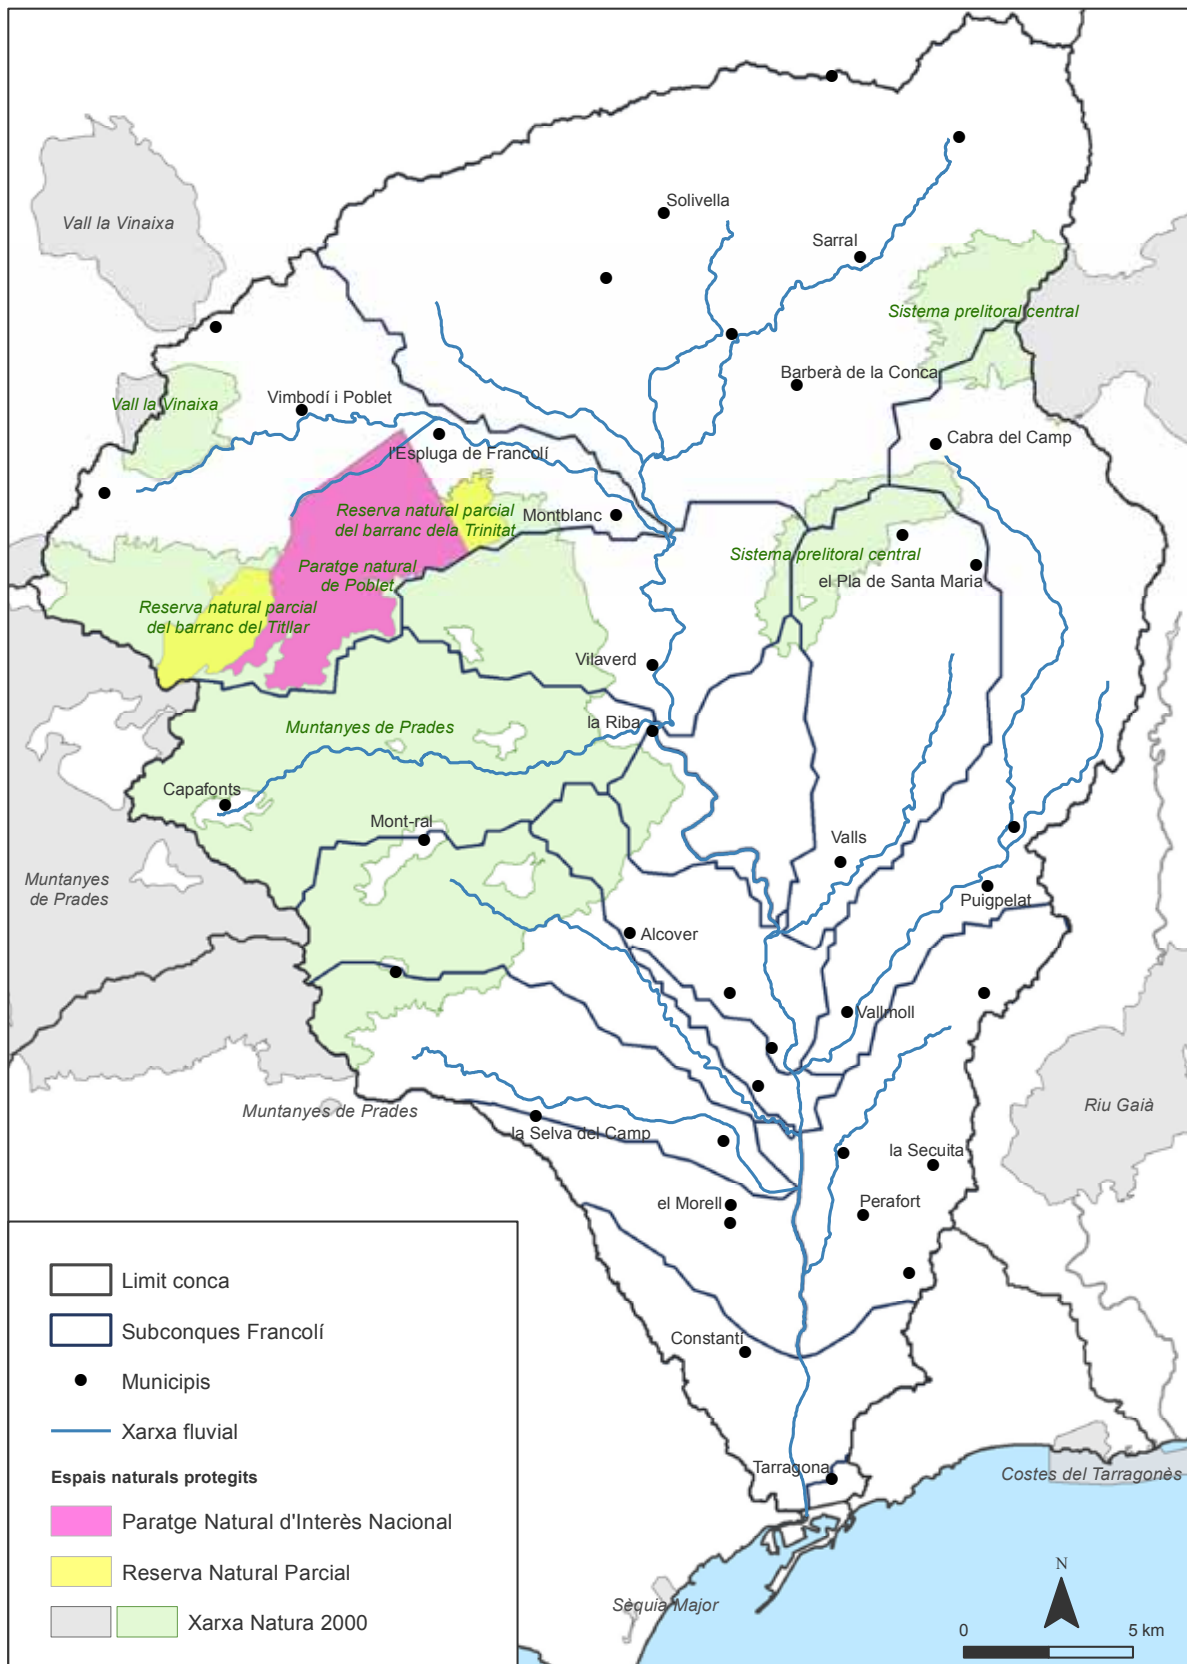 Solivella
Vall la Vinaixa
Sarral
Sistema prelitoral central
Barberà de la Conca
Vall la Vinaixa
Vimbodí i Poblet
Cabra del Camp
l'Espluga de Francolí
Reserva natural parcial
del barranc dela Trinitat
Montblanc
Sistema prelitoral central
Paratge natural
de Poblet
el Pla de Santa Maria
Reserva natural parcial
del barranc del Titllar
Vilaverd
la Riba
Muntanyes de Prades
Capafonts
Mont-ral
Valls
Muntanyes
de Prades
Puigpelat
Alcover
Vallmoll
Muntanyes de Prades
Riu Gaià
la Selva del Camp
la Secuita
el Morell
Perafort
Constantí
Tarragona
Costes del Tarragonès
Sèquia Major
Limit conca
Subconques Francolí
Municipis
Xarxa fluvial
Espais naturals protegits
Paratge Natural d'Interès Nacional
Reserva Natural Parcial
Xarxa Natura 2000
N
0 5 km